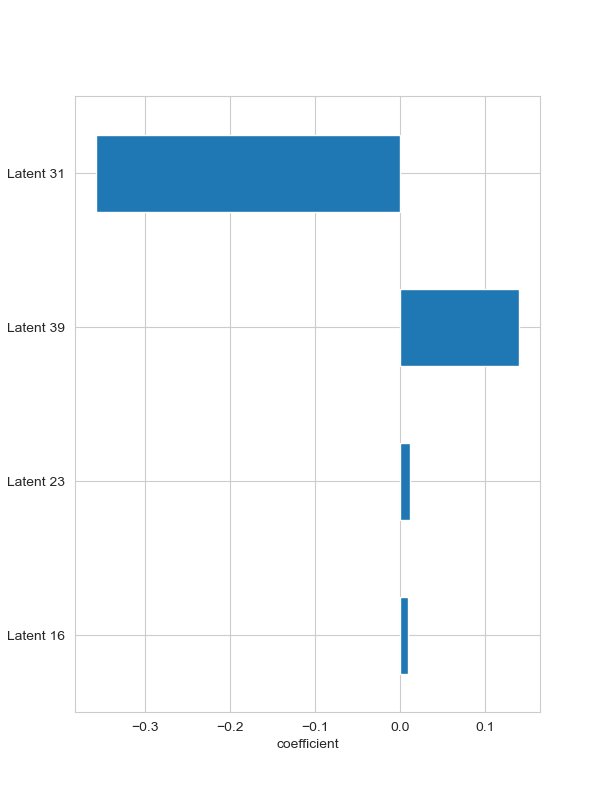 Latent 31
Latent 39
Latent 23
Latent 16
−0.3 −0.2 −0.1 0.0 0.1
coefficient